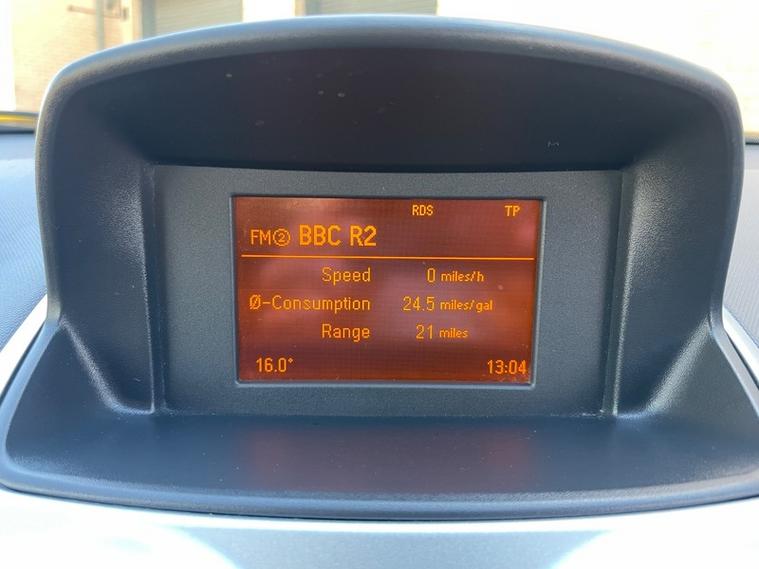 RDS TP
FM② BBC R2
Speed 0 miles/h
Ø-Consumption 24.5 miles/gal
Range 21 miles
16.0° 13:04